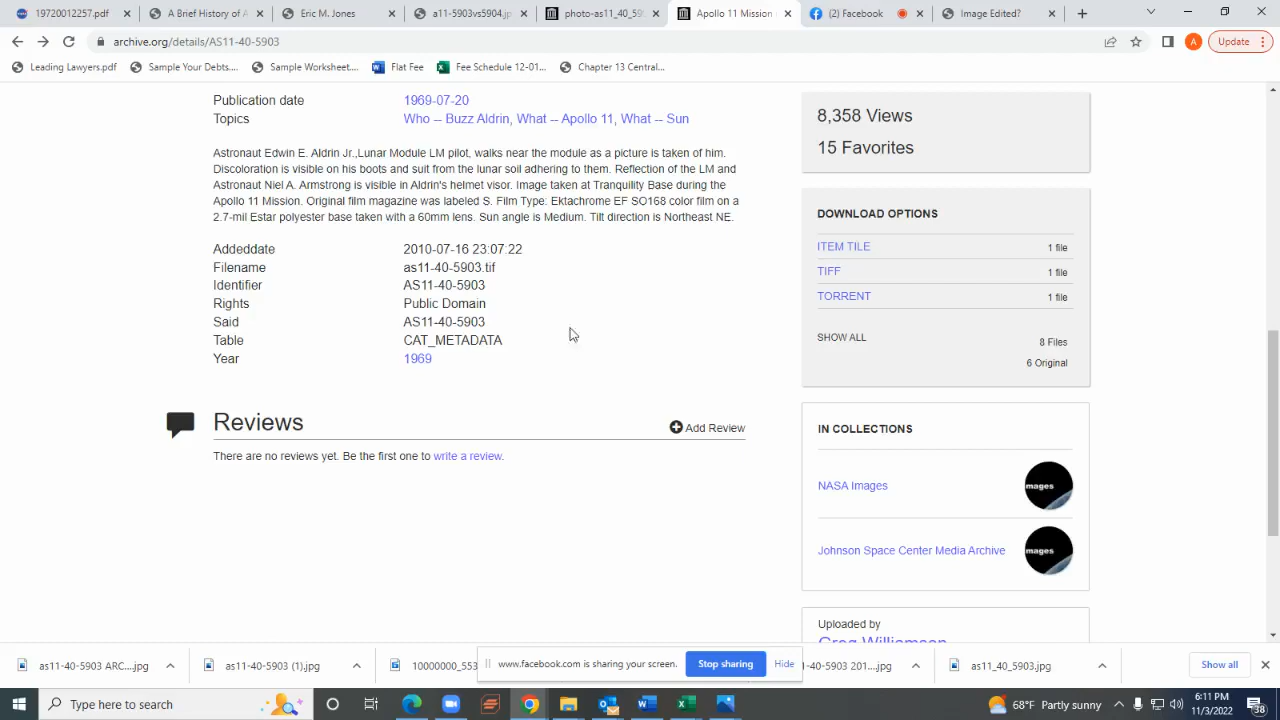 19720012257.pdf
A Brief History of A
Eric M. Jones
a11-5903vs5904.jp
photo-as11_40_59
Apollo 11 Mission
(2) Facebook
Image Edited?
archive.org/details/AS11-40-5903
Update
Leading Lawyers.pdf
Sample Your Debts....
Sample Worksheet....
Flat Fee
Fee Schedule 12-01...
Chapter 13 Central...
Publication date 1969-07-20
Topics Who -- Buzz Aldrin, What -- Apollo 11, What -- Sun
Astronaut Edwin E. Aldrin Jr.,Lunar Module LM pilot, walks near the module as a picture is taken of him.
Discoloration is visible on his boots and suit from the lunar soil adhering to them. Reflection of the LM and
Astronaut Niel A. Armstrong is visible in Aldrin's helmet visor. Image taken at Tranquility Base during the
Apollo 11 Mission. Original film magazine was labeled S. Film Type: Ektachrome EF SO168 color film on a
2.7-mil Estar polyester base taken with a 60mm lens. Sun angle is Medium. Tilt direction is Northeast NE.
Addeddate 2010-07-16 23:07:22
Filename as11-40-5903.tif
Identifier AS11-40-5903
Rights Public Domain
Said AS11-40-5903
Table CAT_METADATA
Year 1969
Reviews
Add Review
There are no reviews yet. Be the first one to write a review.
8,358 Views
15 Favorites
DOWNLOAD OPTIONS
ITEM TILE 1 file
TIFF 1 file
TORRENT 1 file
SHOW ALL 8 Files
6 Original
IN COLLECTIONS
NASA Images
mages
Johnson Space Center Media Archive
mages
Uploaded by
Greg Williamson
as11-40-5903 ARC....jpg
as11-40-5903 (1).jpg
10000000_553
www.facebook.com is sharing your screen.
Stop sharing
Hide
1-40-5903 201....jpg
as11_40_5903.jpg
Show all
Type here to search
68°F Partly sunny
6:11 PM
11/3/2022
38